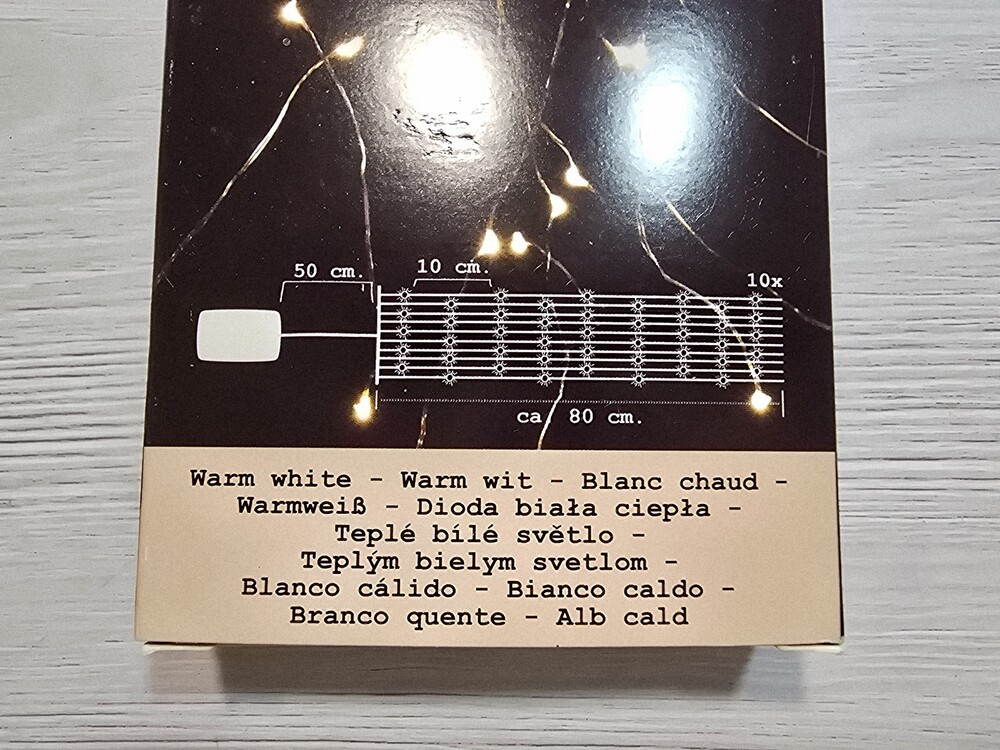 50 cm.
10 cm.
10x
ca. 80 cm.
Warm white - Warm wit - Blanc chaud -
Warmweiß - Dioda biała ciepła -
Teplé bílé světlo -
Teplým bielym svetlom -
Blanco cálido - Bianco caldo -
Branco quente - Alb cald